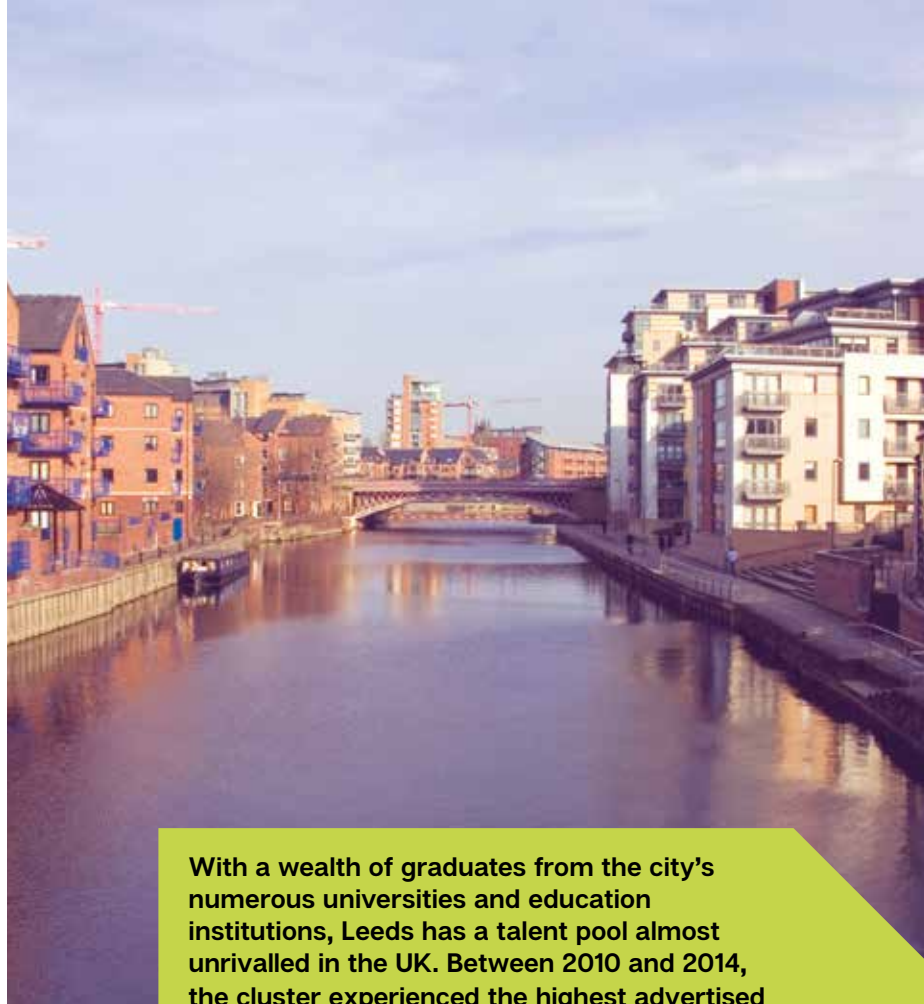 With a wealth of graduates from the city’s
numerous universities and education
institutions, Leeds has a talent pool almost
unrivalled in the UK. Between 2010 and 2014,
the cluster experienced the highest advertised